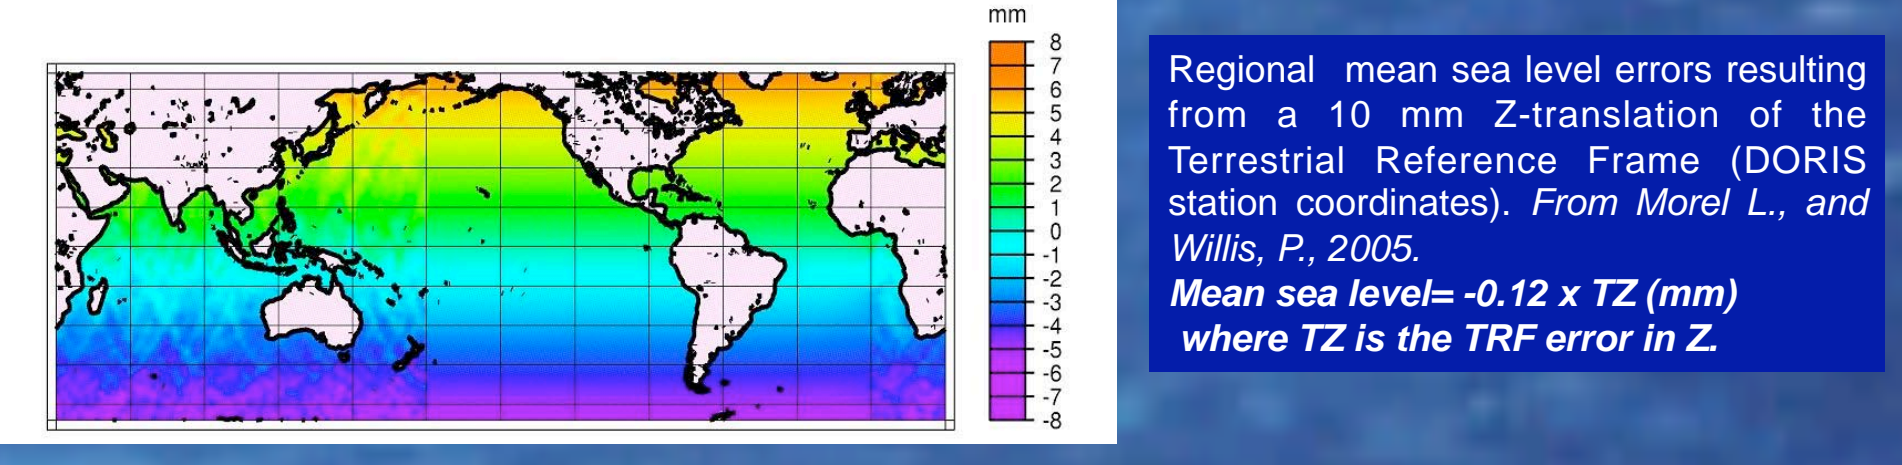 mm
8
7
6
5
4
3
2
1
0
-1
-2
-3
-4
-5
-6
-7
-8
Regional mean sea level errors resulting
from a 10 mm Z-translation of the
Terrestrial Reference Frame (DORIS
station coordinates). From Morel L., and
Willis, P., 2005.
Mean sea level= -0.12 x TZ (mm)
where TZ is the TRF error in Z.